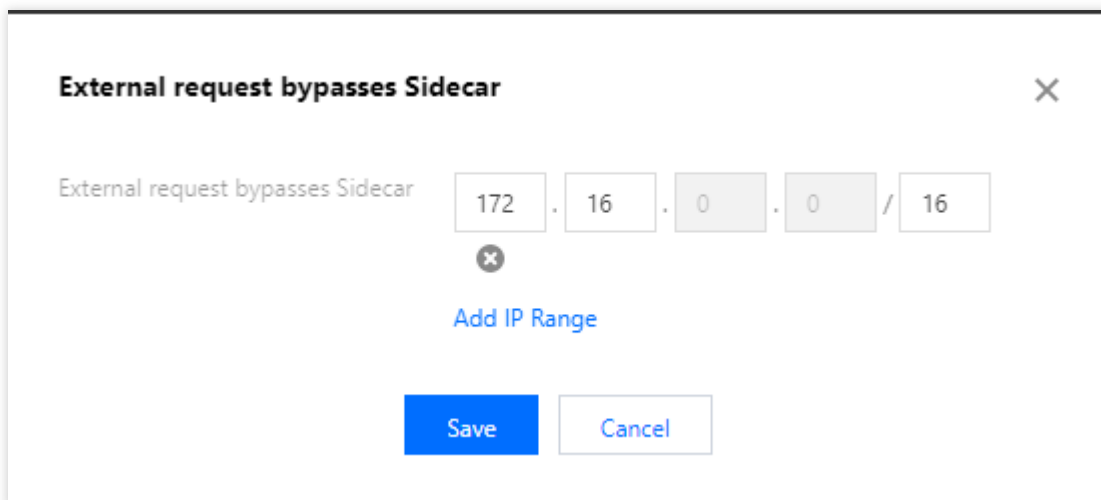 External request bypasses Sidecar
External request bypasses Sidecar 172 . 16 . 0 . 0 / 16
Add IP Range
Save Cancel